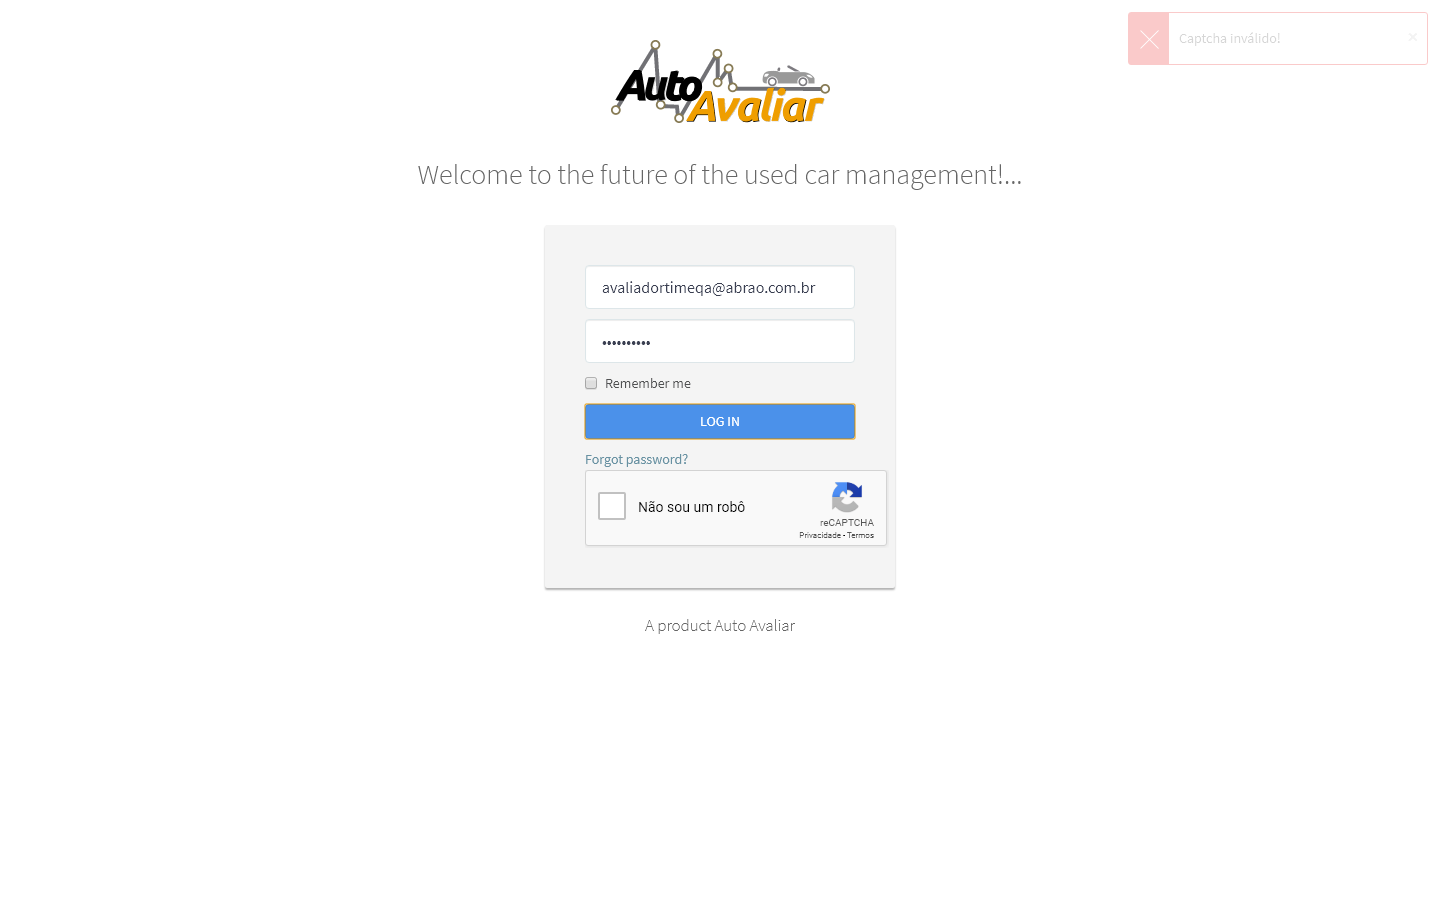 Captcha inválido!
×
Auto
Avaliar
Welcome to the future of the used car management!...
avaliadortimeqa@abrao.com.br
••••••••••
Remember me
LOG IN
Forgot password?
Não sou um robô
reCAPTCHA
Privacidade - Termos
A product Auto Avaliar